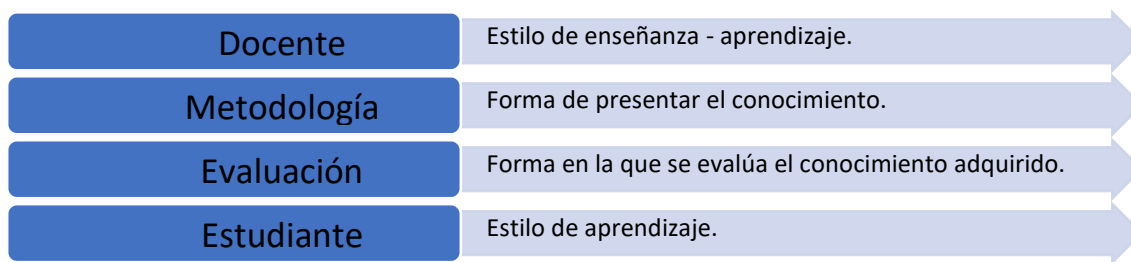 Docente
Estilo de enseñanza - aprendizaje.
Metodología
Forma de presentar el conocimiento.
Evaluación
Forma en la que se evalúa el conocimiento adquirido.
Estudiante
Estilo de aprendizaje.